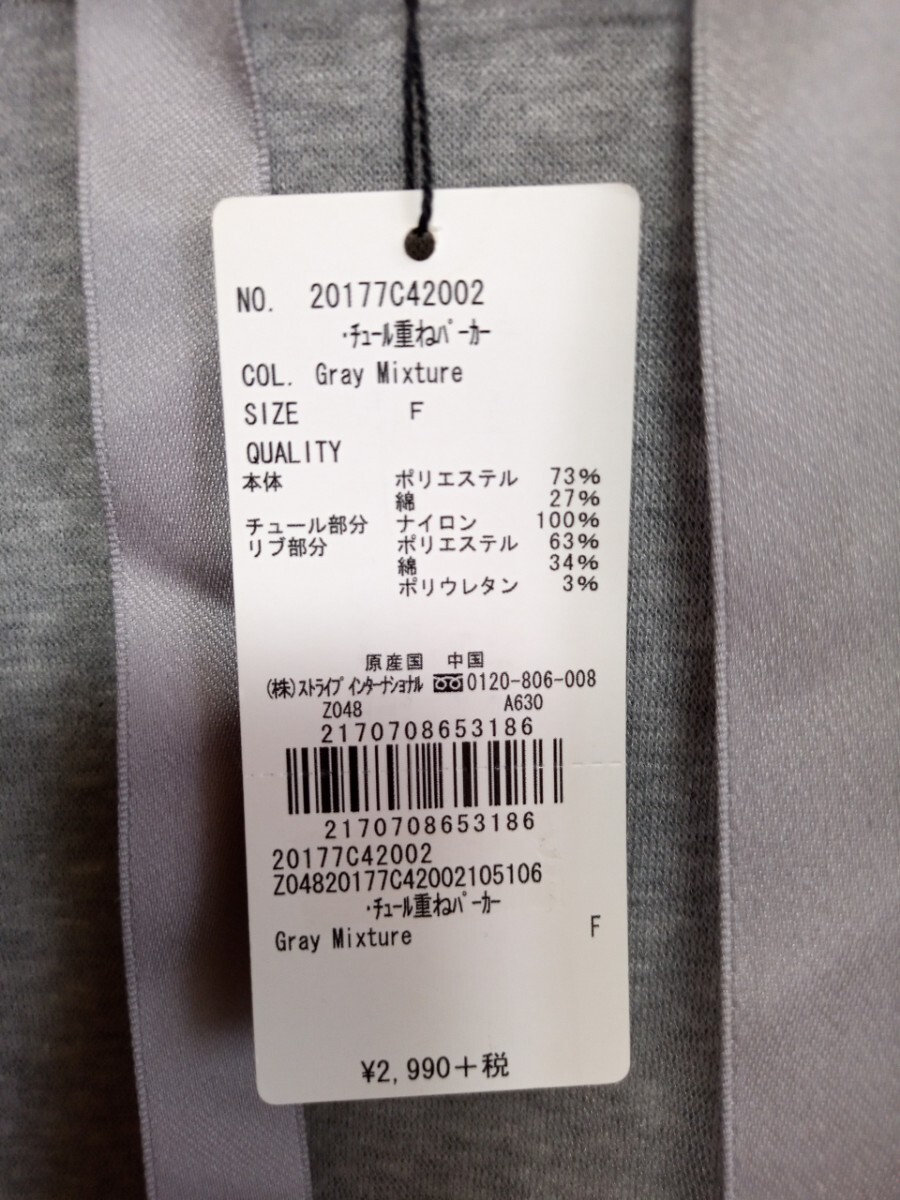 NO. 20177C42002
･ﾁｭｰﾙ重ねﾊﾟｰｶｰ
COL. Gray Mixture
SIZE F
QUALITY
本体 ポリエステル 73%
綿 27%
チュール部分 ナイロン 100%
リブ部分 ポリエステル 63%
綿 34%
ポリウレタン 3%
原産国 中国
(株)ｽﾄﾗｲﾌﾟ ｲﾝﾀｰﾅｼｮﾅﾙ 0120-806-008
Z048 A630
2170708653186
2170708653186
20177C42002
Z04820177C42002105106
･ﾁｭｰﾙ重ねﾊﾟｰｶｰ
Gray Mixture F
¥2,990+税